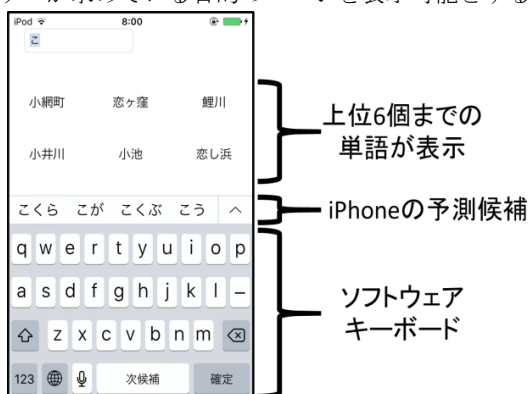 iPod 8:00
こ
小網町 恋ヶ窪 鯉川
小井川 小池 恋し浜
上位6個までの
単語が表示
こくら こが こくぶ こう
iPhoneの予測候補
q w e r t y u i o p
a s d f g h j k l –
z x c v b n m
123 次候補 確定
ソフトウェア
キーボード